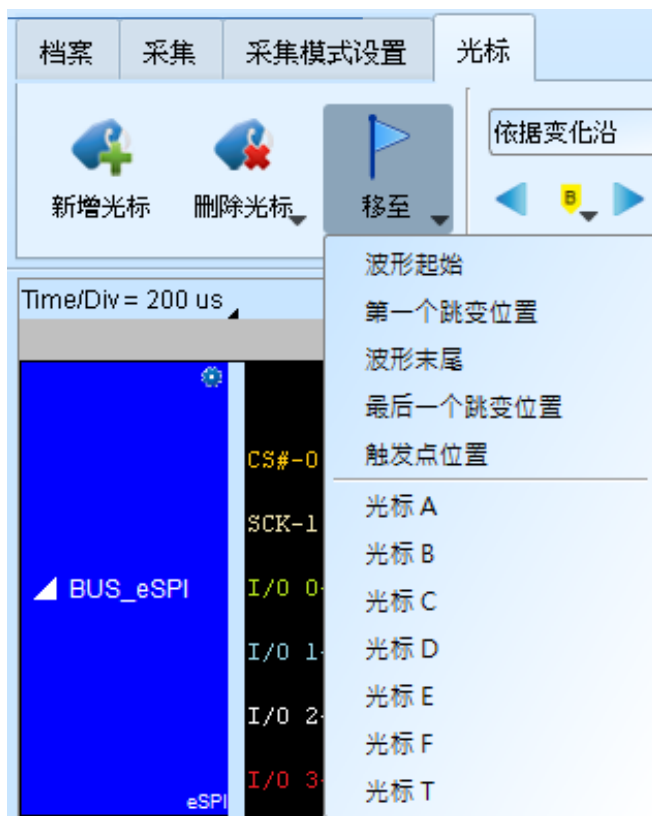 档案 采集 采集模式设置 光标
新增光标 删除光标 移至 依据变化沿
B
波形起始
Time/Div = 200 us
第一个跳变位置
波形末尾
最后一个跳变位置
CS#-0
触发点位置
光标 A
SCK-1
光标 B
BUS_eSPI
I/O 0-
光标 C
I/O 1-
光标 D
光标 E
I/O 2-
光标 F
I/O 3-
光标 T
eSPI